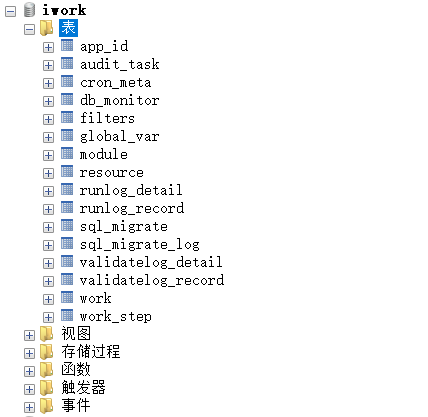 iwork
表
app_id
audit_task
cron_meta
db_monitor
filters
global_var
module
resource
runlog_detail
runlog_record
sql_migrate
sql_migrate_log
validatelog_detail
validatelog_record
work
work_step
视图
存储过程
函数
触发器
事件